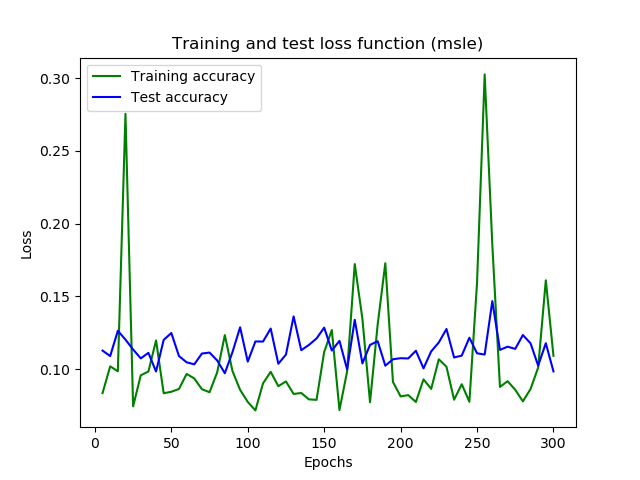 Training and test loss function (msle)
Training accuracy
Test accuracy
0.30
0.25
0.20
0.15
0.10
Loss
0
50
100
150
200
250
300
Epochs